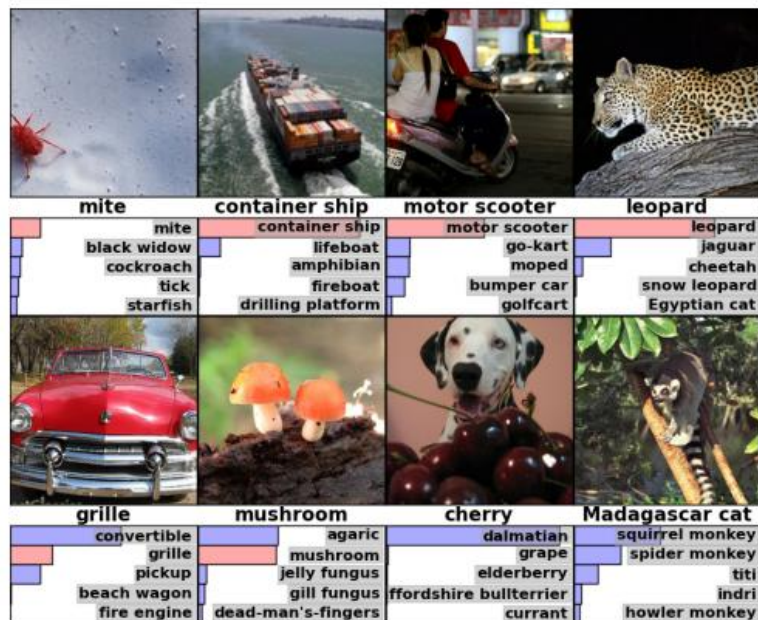 mite
container ship
motor scooter
leopard
mite
black widow
cockroach
tick
starfish
container ship
lifeboat
amphibian
fireboat
drilling platform
motor scooter
go-kart
moped
bumper car
golfcart
leopard
jaguar
cheetah
snow leopard
Egyptian cat
grille
mushroom
cherry
Madagascar cat
convertible
grille
pickup
beach wagon
fire engine
agaric
mushroom
jelly fungus
gill fungus
dead-man's-fingers
dalmatian
grape
elderberry
ffordshire bullterrier
currant
squirrel monkey
spider monkey
titi
indri
howler monkey